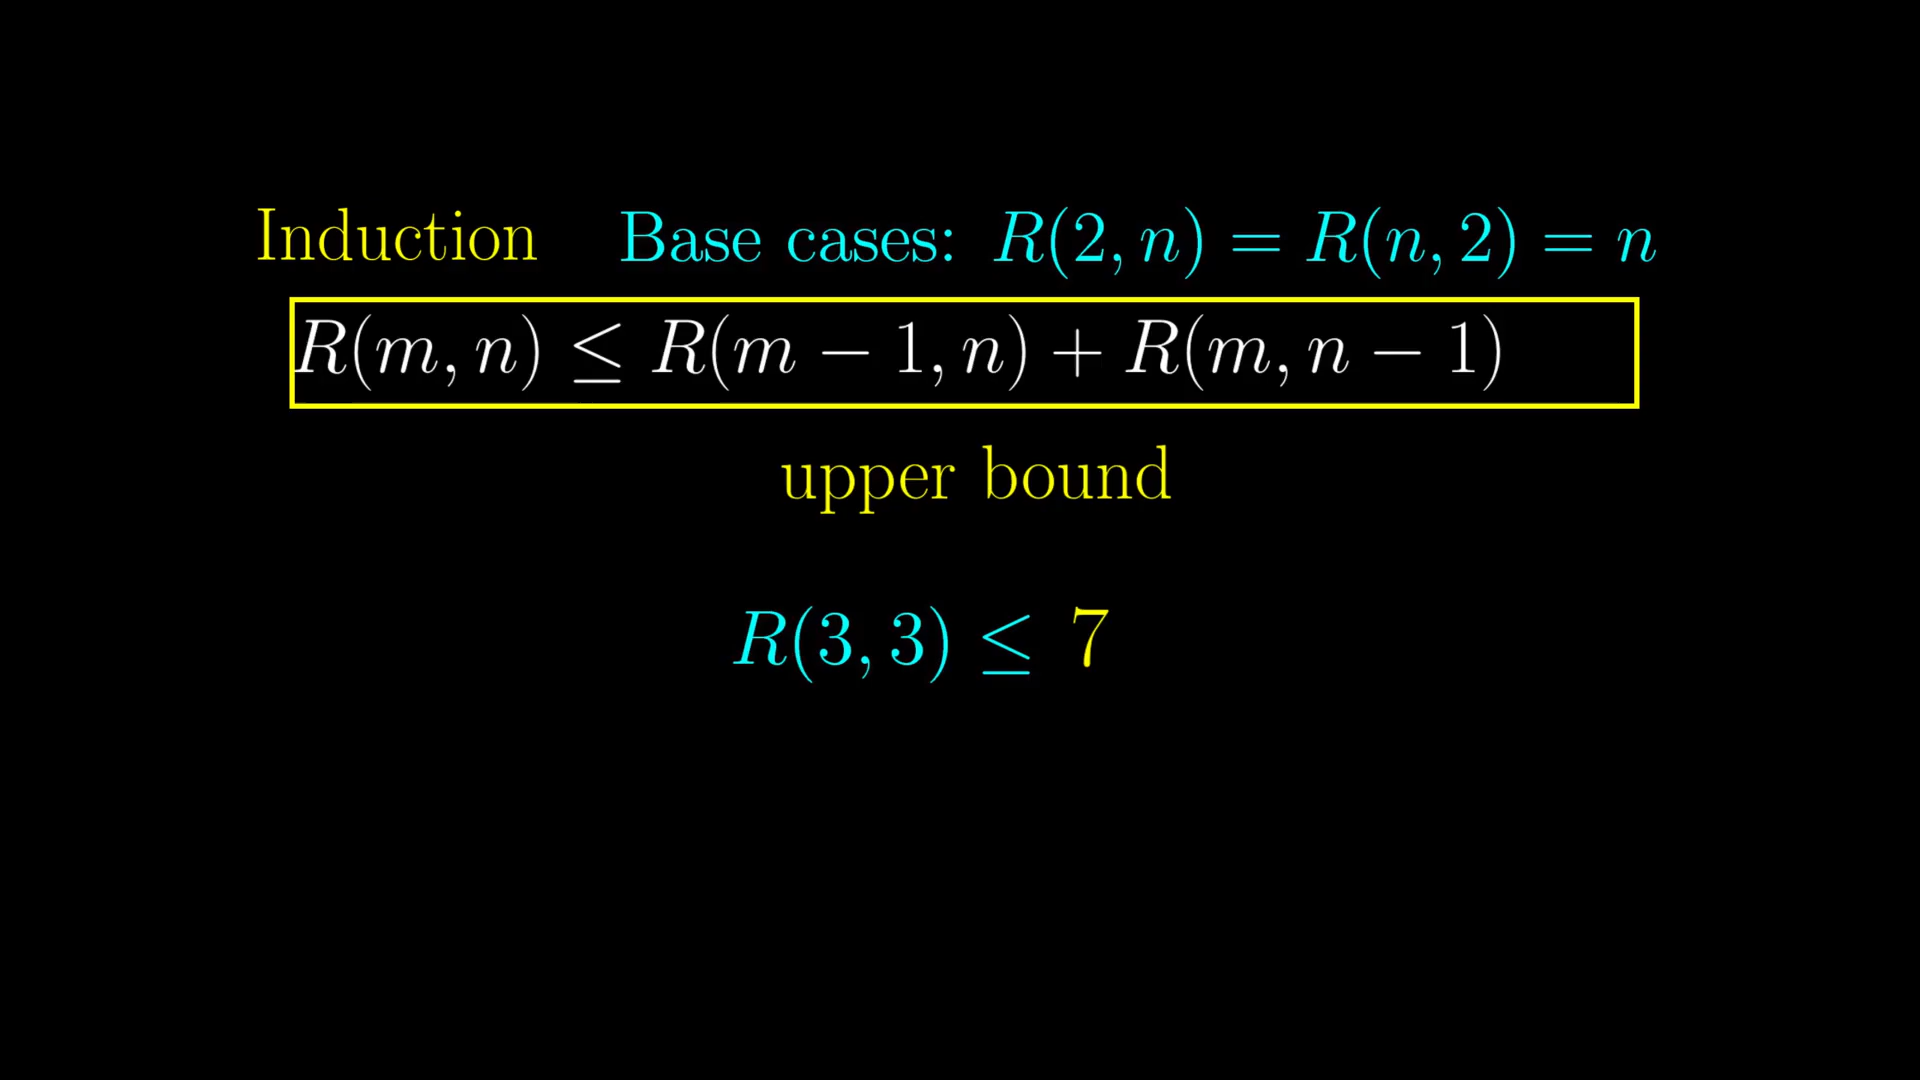 Induction Base cases: R(2, n) = R(n, 2) = n
R(m, n) ≤ R(m − 1, n) + R(m, n − 1)
upper bound
R(3, 3) ≤ 7